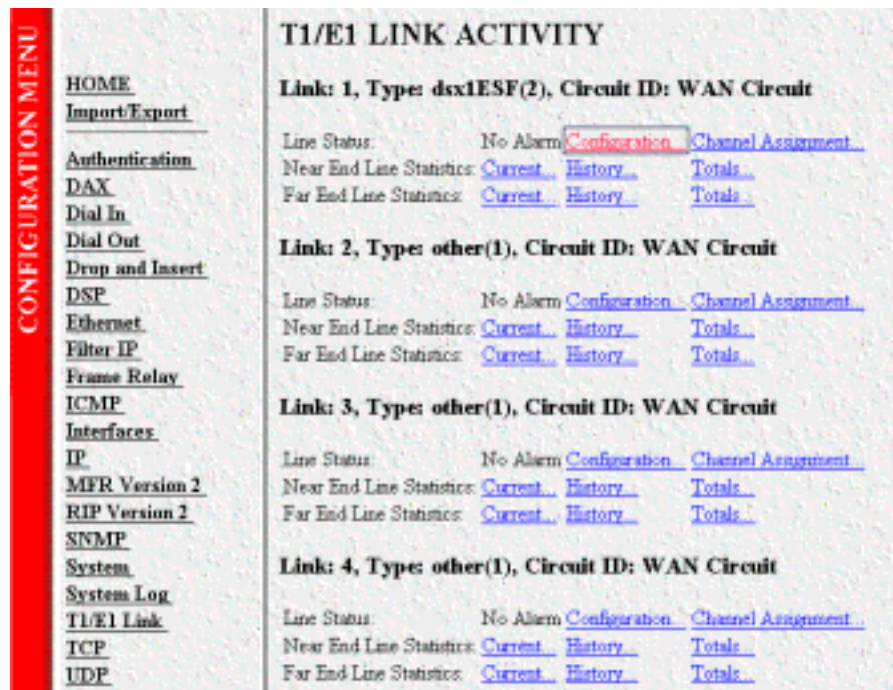 CONFIGURATION MENU
HOME
Import/Export
Authentication
DAX
Dial In
Dial Out
Drop and Insert
DSP
Ethernet
Filter IP
Frame Relay
ICMP
Interfaces
IP
MFR Version 2
RIP Version 2
SNMP
System
System Log
T1/E1 Link
TCP
UDP
T1/E1 LINK ACTIVITY
Link: 1, Type: dsx1ESF(2), Circuit ID: WAN Circuit
Line Status: No Alarm Configuration... Channel Assignment...
Near End Line Statistics: Current... History... Totals...
Far End Line Statistics: Current... History... Totals...
Link: 2, Type: other(1), Circuit ID: WAN Circuit
Line Status: No Alarm Configuration... Channel Assignment...
Near End Line Statistics: Current... History... Totals...
Far End Line Statistics: Current... History... Totals...
Link: 3, Type: other(1), Circuit ID: WAN Circuit
Line Status: No Alarm Configuration... Channel Assignment...
Near End Line Statistics: Current... History... Totals...
Far End Line Statistics: Current... History... Totals...
Link: 4, Type: other(1), Circuit ID: WAN Circuit
Line Status: No Alarm Configuration... Channel Assignment...
Near End Line Statistics: Current... History... Totals...
Far End Line Statistics: Current... History... Totals...